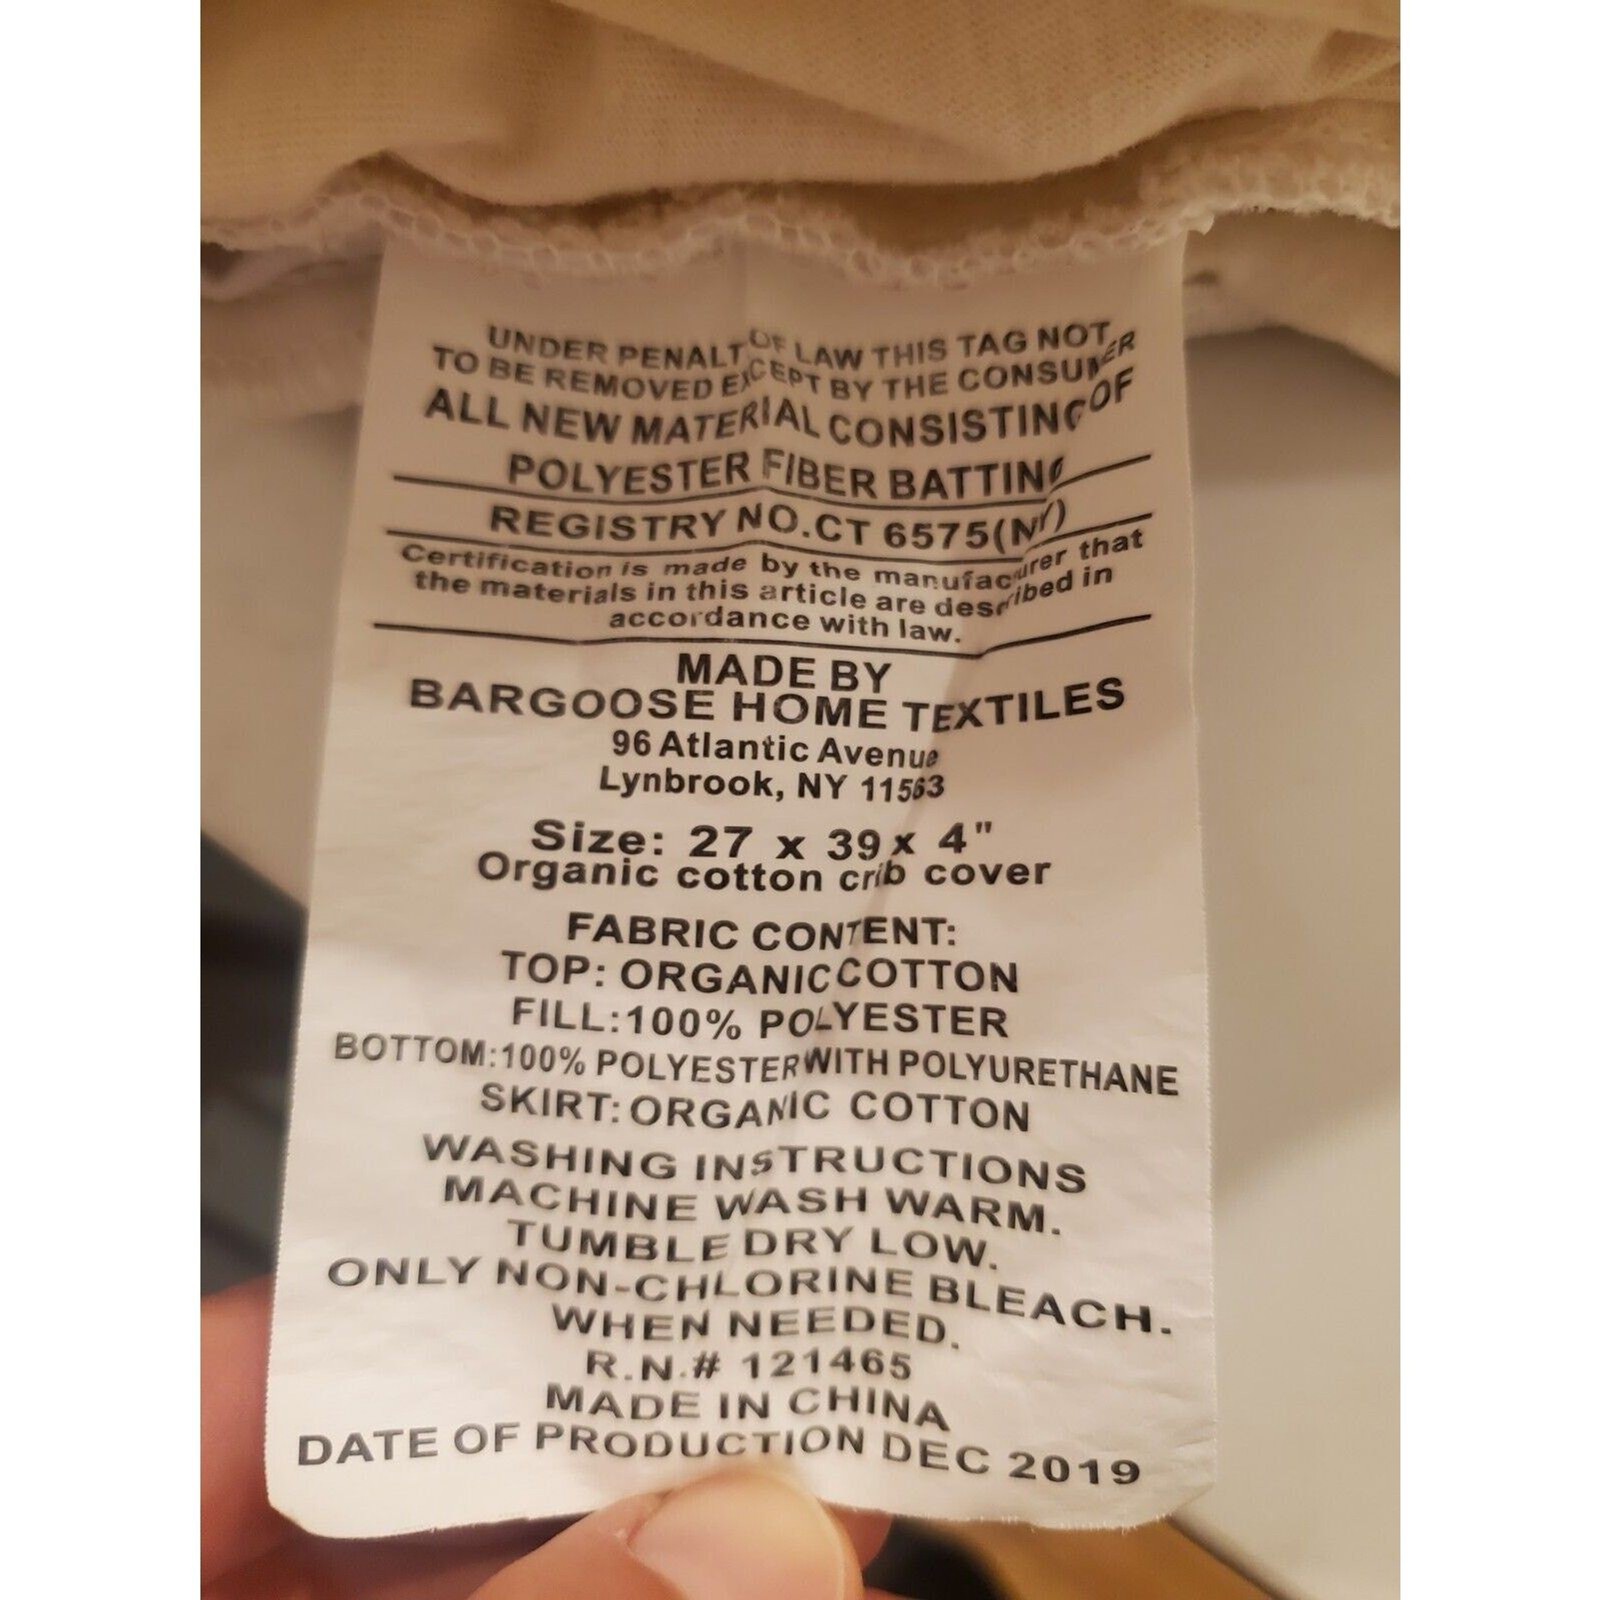 UNDER PENALTY OF LAW THIS TAG NOT
TO BE REMOVED EXCEPT BY THE CONSUMER
ALL NEW MATERIAL CONSISTING OF
POLYESTER FIBER BATTING
REGISTRY NO.CT 6575(NY)
Certification is made by the manufacturer that
the materials in this article are described in
accordance with law.
MADE BY
BARGOOSE HOME TEXTILES
96 Atlantic Avenue
Lynbrook, NY 11563
Size: 27 x 39 x 4"
Organic cotton crib cover
FABRIC CONTENT:
TOP: ORGANIC COTTON
FILL:100% POLYESTER
BOTTOM:100% POLYESTER WITH POLYURETHANE
SKIRT: ORGANIC COTTON
WASHING INSTRUCTIONS
MACHINE WASH WARM.
TUMBLE DRY LOW.
ONLY NON-CHLORINE BLEACH.
WHEN NEEDED.
R.N.# 121465
MADE IN CHINA
DATE OF PRODUCTION DEC 2019